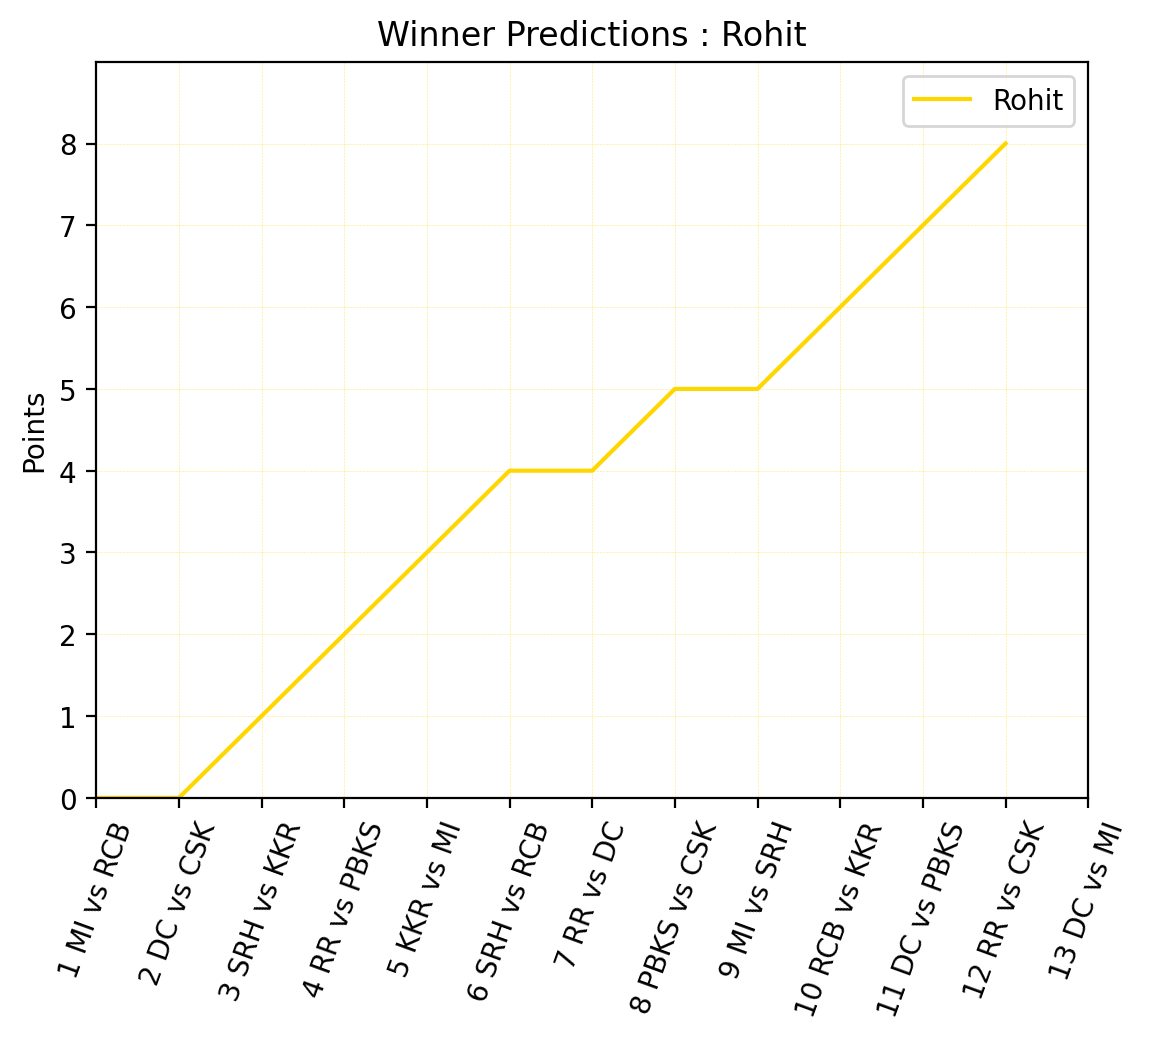 Winner Predictions : Rohit
Rohit
Points
8
7
6
5
4
3
2
1
0
1 MI vs RCB
2 DC vs CSK
3 SRH vs KKR
4 RR vs PBKS
5 KKR vs MI
6 SRH vs RCB
7 RR vs DC
8 PBKS vs CSK
9 MI vs SRH
10 RCB vs KKR
11 DC vs PBKS
12 RR vs CSK
13 DC vs MI